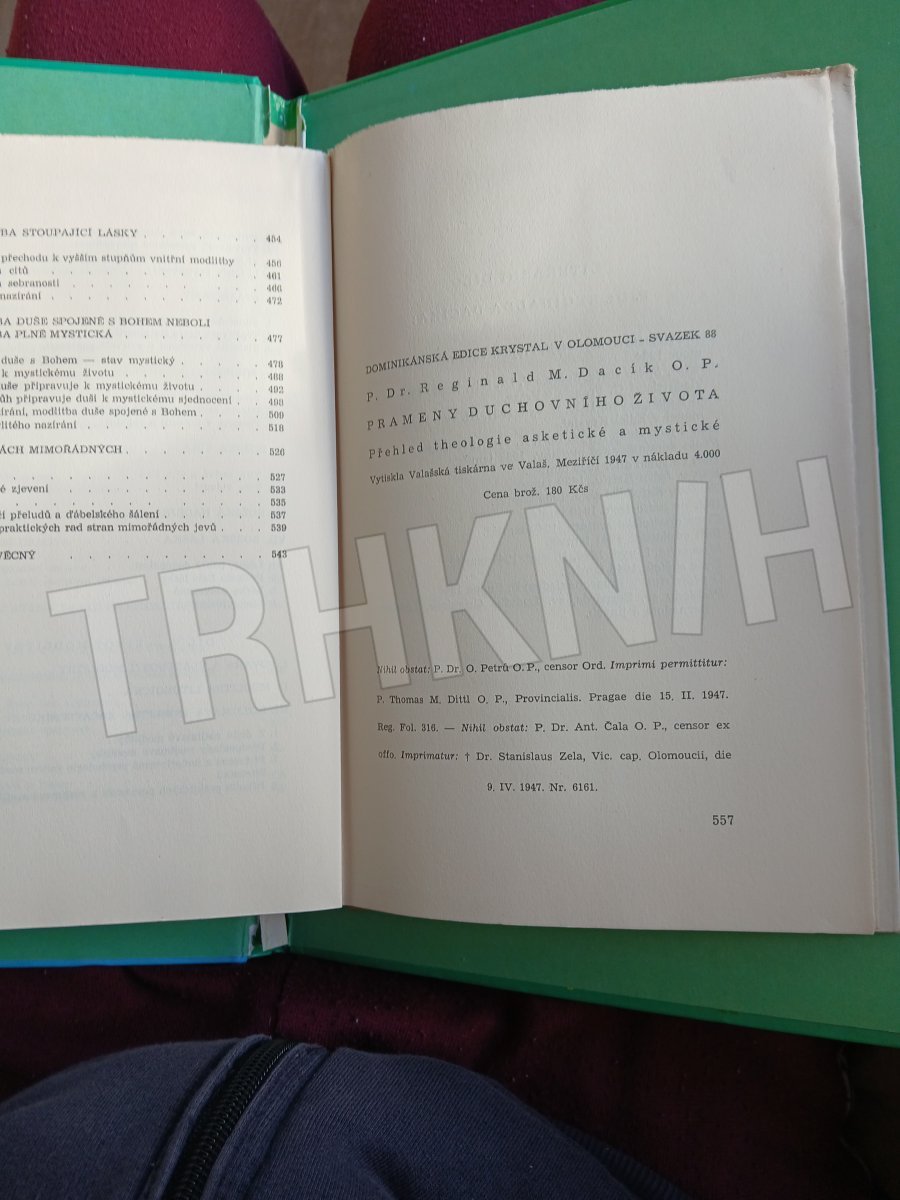 BA STOUPAJÍCÍ LÁSKY . . . . . . . 454
přechodu k vyšším stupňům vnitřní modlitby . 456
citů . . . . . . . . . . 461
sebranosti . . . . . . . . . 466
nazírání . . . . . . . . . . 472
BA DUŠE SPOJENÉ S BOHEM NEBOLI
BA PLNĚ MYSTICKÁ . . . . . . . 477
duše s Bohem — stav mystický . . . . . 478
k mystickému životu . . . . . . . 488
duše připravuje k mystickému životu . . . . 492
ůh připravuje duši k mystickému sjednocení . . 498
írání, modlitba duše spojené s Bohem . . . . 509
litého nazírání . . . . . . . . 518
ÁCH MIMOŘÁDNÝCH . . . . . . . 526
. . . . . . . . . . . 527
é zjevení . . . . . . . . . 533
. . . . . . . . . . . 535
í přeludů a ďábelského šálení . . . . . . 537
praktických rad stran mimořádných jevů . . . 539
VĚCNÝ . . . . . . . . . . 543
DOMINIKÁNSKÁ EDICE KRYSTAL V OLOMOUCI - SVAZEK 88
P. Dr. Reginald M. Dacík O. P.
PRAMENY DUCHOVNÍHO ŽIVOTA
Přehled theologie asketické a mystické
Vytiskla Valašská tiskárna ve Valaš. Meziříčí 1947 v nákladu 4.000
Cena brož. 180 Kčs
TRHKNIH
Nihil obstat: P. Dr. O. Petrů O. P., censor Ord. Imprimi permittitur:
P. Thomas M. Dittl O. P., Provincialis. Pragae die 15. II. 1947.
Reg. Fol. 316. — Nihil obstat: P. Dr. Ant. Čala O. P., censor ex
offo. Imprimatur: † Dr. Stanislaus Zela, Vic. cap. Olomoucii, die
9. IV. 1947. Nr. 6161.
557